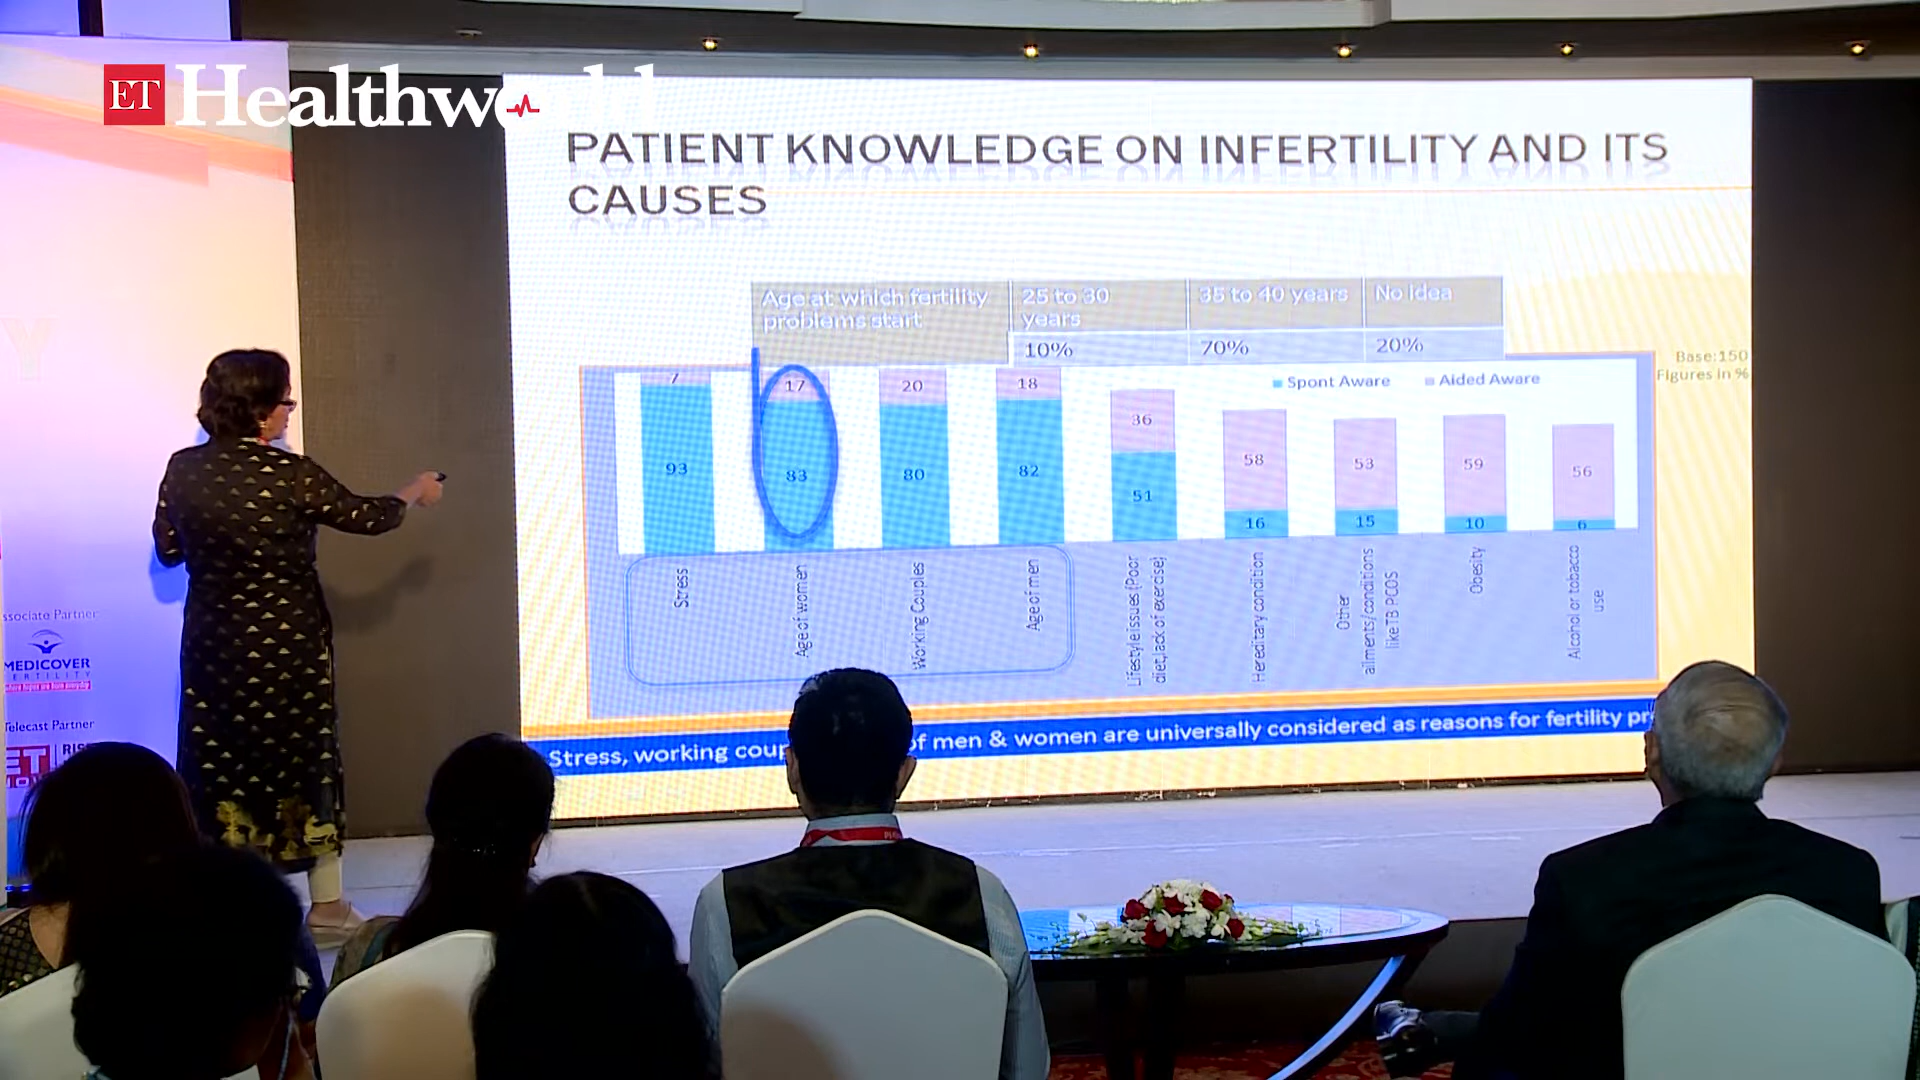 ET Healthworld
PATIENT KNOWLEDGE ON INFERTILITY AND ITS
CAUSES
Age at which fertility
problems start
25 to 30
years
35 to 40 years
No idea
10%
70%
20%
Base:150
Figures in %
Spont Aware
Aided Aware
7
17
20
18
36
58
53
59
56
93
83
80
82
51
16
15
10
6
Stress
Age of women
Working Couples
Age of men
Lifestyle issues (Poor
diet, lack of exercise)
Hereditary condition
Other
ailments/conditions
like TB PCOS
Obesity
Alcohol or tobacco
use
Stress, working coup
of men & women are universally considered as reasons for fertility pr
Y
ssociate Partner
MEDICOVER
ERTILITY
Telecast Partner
ET
RIS